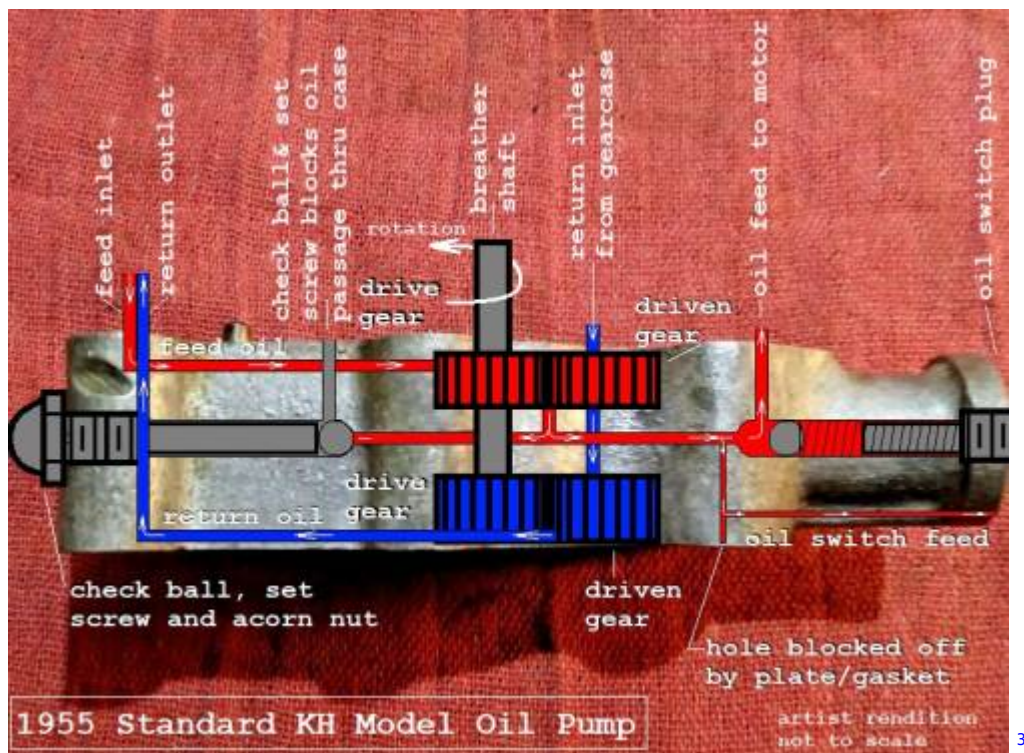 feed inlet
return outlet
check ball& set
screw blocks oil
passage thru case
breather
shaft
return inlet
from gearcase
oil feed to motor
oil switch plug
rotation
drive
gear
driven
gear
feed oil
drive
gear
return oil
oil switch feed
check ball, set
screw and acorn nut
driven
gear
hole blocked off
by plate/gasket
1955 Standard KH Model Oil Pump
artist rendition
not to scale
3